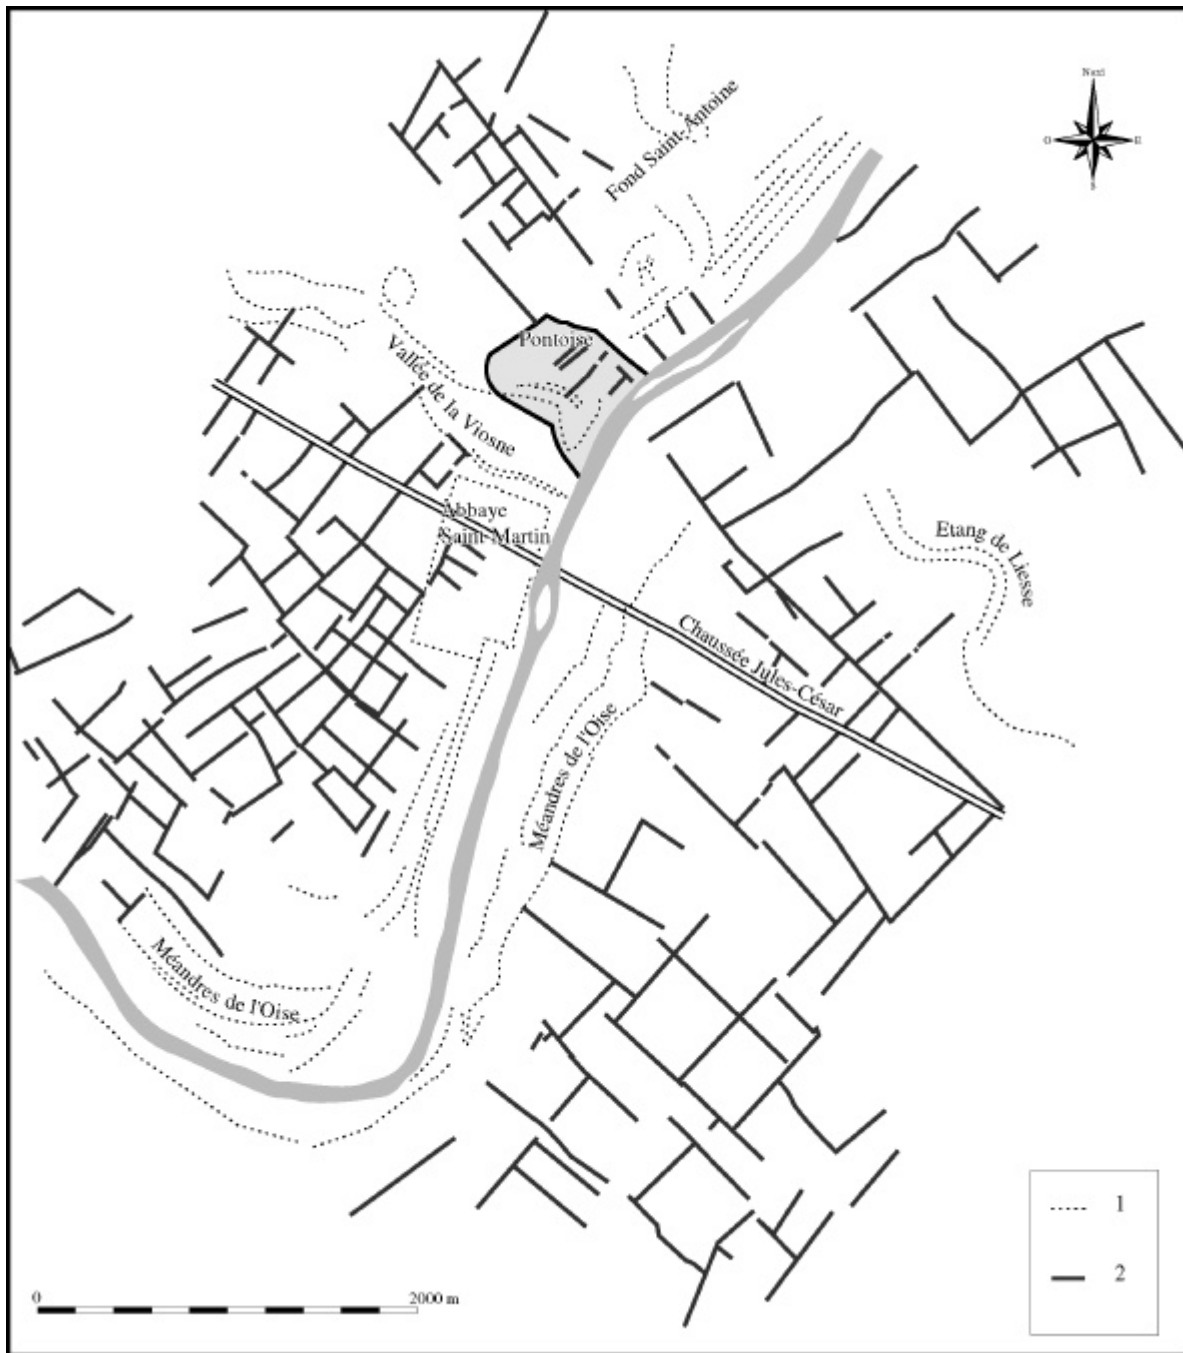 Nord
O
E
S
Fond Saint-Antoine
Pontoise
Vallée de la Viosne
Abbaye
Saint-Martin
Etang de Liesse
Chaussée Jules-César
Méandres de l'Oise
Méandres de l'Oise
1
2
0
2000 m